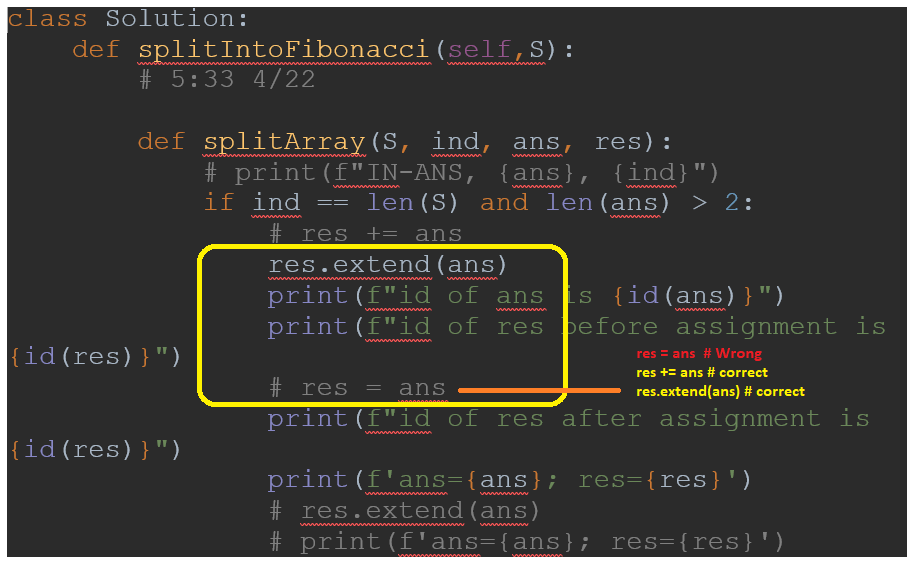 class Solution:
def splitIntoFibonacci(self,S):
# 5:33 4/22
def splitArray(S, ind, ans, res):
# print(f"IN-ANS, {ans}, {ind}")
if ind == len(S) and len(ans) > 2:
# res += ans
res.extend(ans)
print(f"id of ans is {id(ans)}")
print(f"id of res before assignment is
{id(res)}")
res = ans # Wrong
res += ans # correct
# res = ans
res.extend(ans) # correct
print(f"id of res after assignment is
{id(res)}")
print(f'ans={ans}; res={res}')
# res.extend(ans)
# print(f'ans={ans}; res={res}')